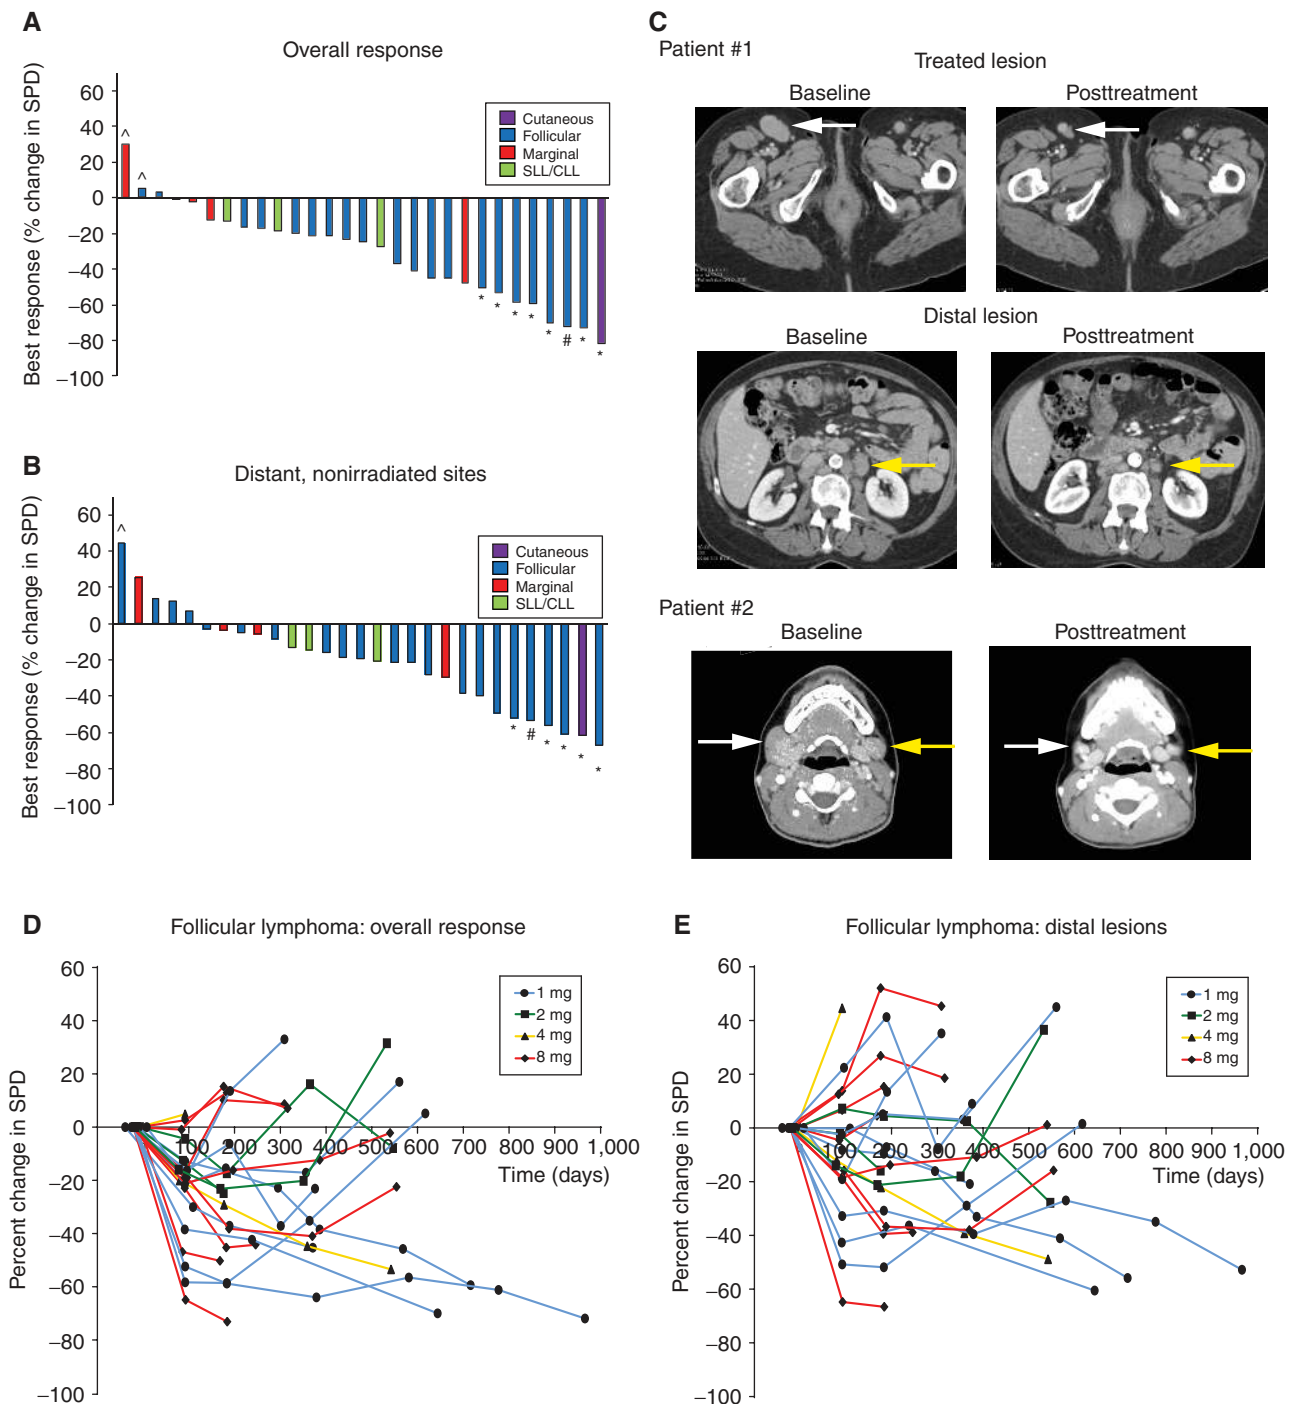 A
Overall response
Best response (% change in SPD)
60
40
20
0
−20
−40
−60
−80
−100
^
^
*
*
*
*
*
#
*
*
Cutaneous
Follicular
Marginal
SLL/CLL
B
Distant, nonirradiated sites
Best response (% change in SPD)
60
40
20
0
−20
−40
−60
−80
−100
^
*
#
*
*
*
*
Cutaneous
Follicular
Marginal
SLL/CLL
C
Patient #1
Treated lesion
Baseline
Posttreatment
Distal lesion
Baseline
Posttreatment
Patient #2
Baseline
Posttreatment
D
Follicular lymphoma: overall response
Percent change in SPD
60
40
20
0
−20
−40
−60
−80
−100
1 mg
2 mg
4 mg
8 mg
100 200 300 400 500 600 700 800 900 1,000
Time (days)
E
Follicular lymphoma: distal lesions
Percent change in SPD
60
40
20
0
−20
−40
−60
−80
−100
1 mg
2 mg
4 mg
8 mg
100 200 300 400 500 600 700 800 900 1,000
Time (days)